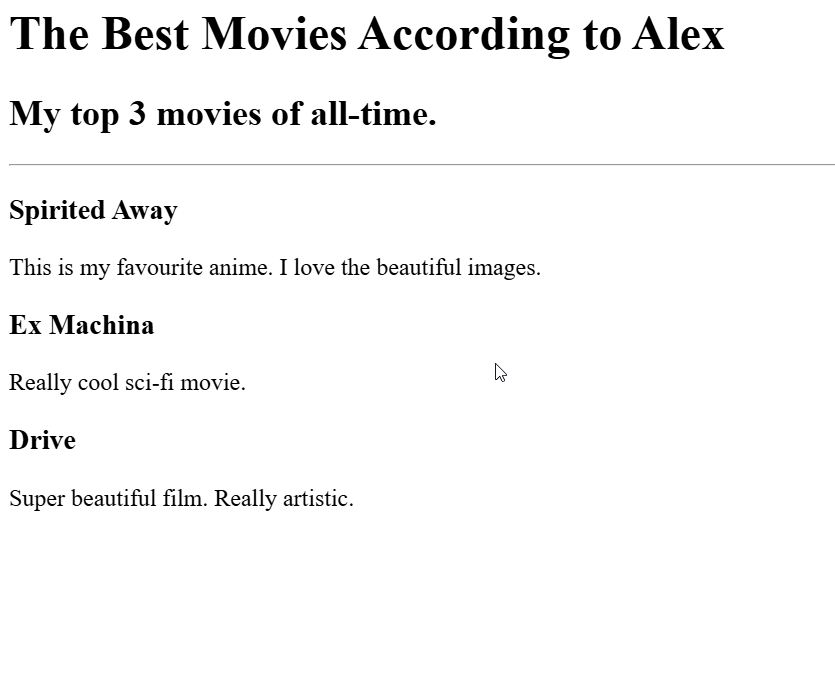 The Best Movies According to Alex
My top 3 movies of all-time.
Spirited Away
This is my favourite anime. I love the beautiful images.
Ex Machina
Really cool sci-fi movie.
Drive
Super beautiful film. Really artistic.